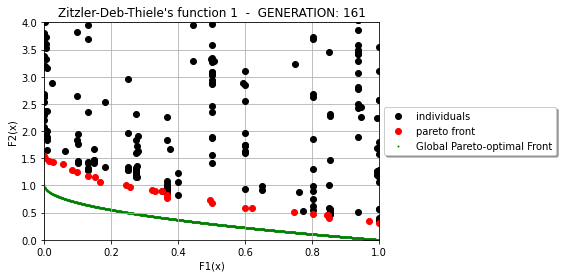 Zitzler-Deb-Thiele's function 1 - GENERATION: 161
4.0
3.5
3.0
2.5
2.0
1.5
1.0
0.5
0.0
F2(x)
0.0 0.2 0.4 0.6 0.8 1.0
F1(x)
individuals
pareto front
Global Pareto-optimal Front